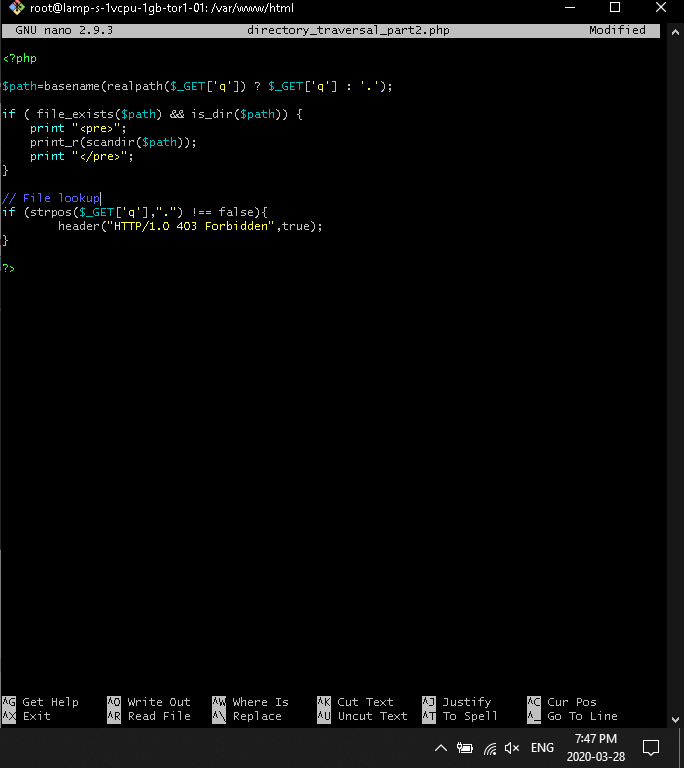 root@lamp-s-1vcpu-1gb-tor1-01: /var/www/html
GNU nano 2.9.3 directory_traversal_part2.php Modified
<?php
$path=basename(realpath($_GET['q']) ? $_GET['q'] : '.');
if ( file_exists($path) && is_dir($path)) {
    print "<pre>";
    print_r(scandir($path));
    print "</pre>";
}
// File lookup
if (strpos($_GET['q'],".") !== false){
        header("HTTP/1.0 403 Forbidden",true);
}
?>
^G Get Help ^O Write Out ^W Where Is ^K Cut Text ^J Justify ^C Cur Pos
^X Exit ^R Read File ^\ Replace ^U Uncut Text ^T To Spell ^_ Go To Line
ENG 7:47 PM
2020-03-28